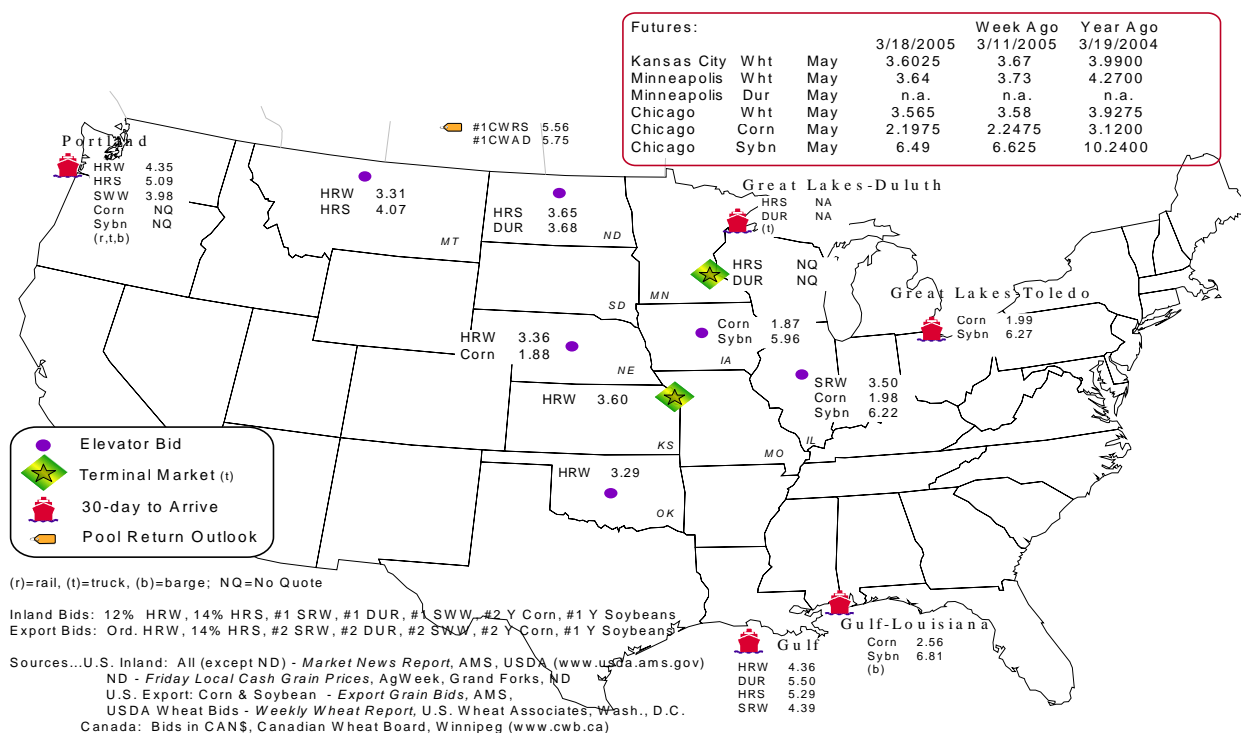 Futures: Week Ago Year Ago
3/18/2005 3/11/2005 3/19/2004
Kansas City Wht May 3.6025 3.67 3.9900
Minneapolis Wht May 3.64 3.73 4.2700
Minneapolis Dur May n.a. n.a. n.a.
Chicago Wht May 3.565 3.58 3.9275
Chicago Corn May 2.1975 2.2475 3.1200
Chicago Sybn May 6.49 6.625 10.2400
#1CWRS 5.56
#1CWAD 5.75
Portland
HRW 4.35
HRS 5.09
SWW 3.98
Corn NQ
Sybn NQ
(r,t,b)
HRW 3.31
HRS 4.07
MT
HRS 3.65
DUR 3.68
ND
Great Lakes-Duluth
HRS NA
DUR NA
(t)
HRS NQ
DUR NQ
MN
SD
Great Lakes-Toledo
Corn 1.99
Sybn 6.27
HRW 3.36
Corn 1.88
NE
Corn 1.87
Sybn 5.96
IA
SRW 3.50
Corn 1.98
Sybn 6.22
IL
HRW 3.60
KS
MO
HRW 3.29
OK
Elevator Bid
Terminal Market (t)
30-day to Arrive
Pool Return Outlook
(r)=rail, (t)=truck, (b)=barge; NQ=No Quote
Inland Bids: 12% HRW, 14% HRS, #1 SRW, #1 DUR, #1 SWW, #2 Y Corn, #1 Y Soybeans
Export Bids: Ord. HRW, 14% HRS, #2 SRW, #2 DUR, #2 SWW, #2 Y Corn, #1 Y Soybeans
Gulf-Louisiana
Corn 2.56
Sybn 6.81
(b)
Gulf
HRW 4.36
DUR 5.50
HRS 5.29
SRW 4.39
Sources...U.S. Inland: All (except ND) - Market News Report, AMS, USDA (www.usda.ams.gov)
ND - Friday Local Cash Grain Prices, AgWeek, Grand Forks, ND
U.S. Export: Corn & Soybean - Export Grain Bids, AMS,
USDA Wheat Bids - Weekly Wheat Report, U.S. Wheat Associates, Wash., D.C.
Canada: Bids in CAN$, Canadian Wheat Board, Winnipeg (www.cwb.ca)